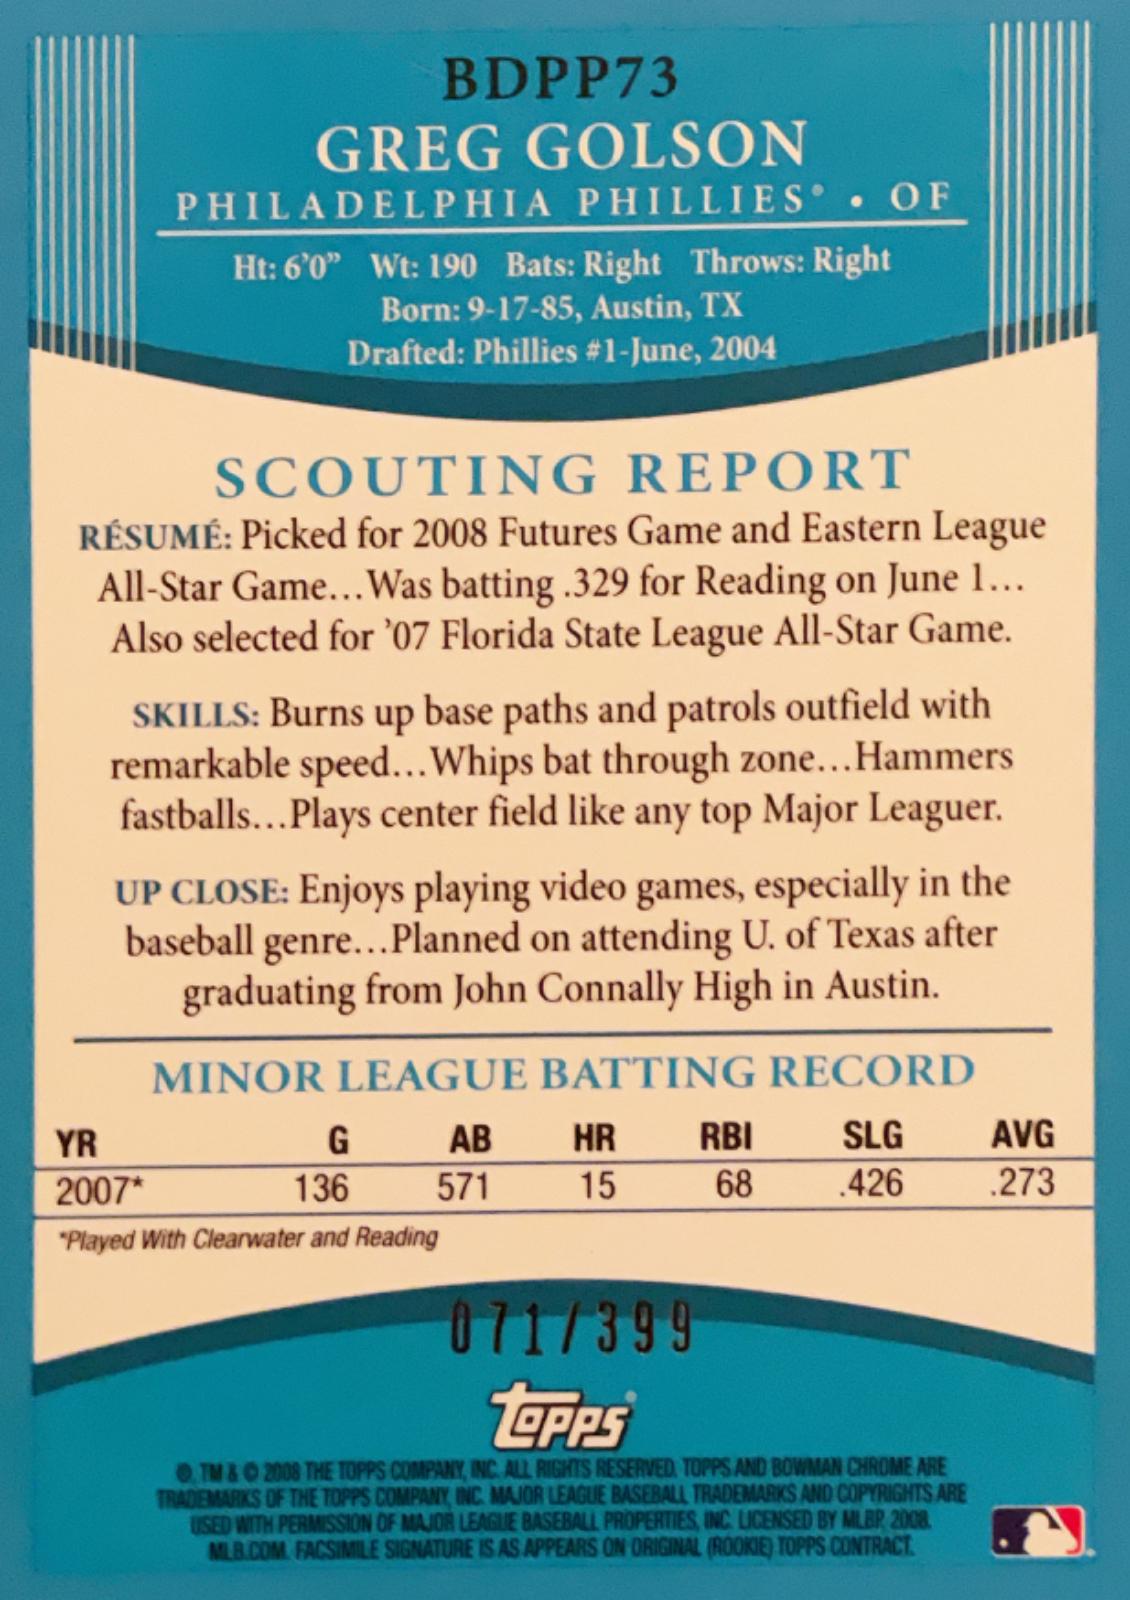 BDPP73
GREG GOLSON
PHILADELPHIA PHILLIES® • OF
Ht: 6'0" Wt: 190 Bats: Right Throws: Right
Born: 9-17-85, Austin, TX
Drafted: Phillies #1-June, 2004
SCOUTING REPORT
RÉSUMÉ: Picked for 2008 Futures Game and Eastern League
All-Star Game...Was batting .329 for Reading on June 1...
Also selected for '07 Florida State League All-Star Game.
SKILLS: Burns up base paths and patrols outfield with
remarkable speed...Whips bat through zone...Hammers
fastballs...Plays center field like any top Major Leaguer.
UP CLOSE: Enjoys playing video games, especially in the
baseball genre...Planned on attending U. of Texas after
graduating from John Connally High in Austin.
MINOR LEAGUE BATTING RECORD
YR G AB HR RBI SLG AVG
2007* 136 571 15 68 .426 .273
*Played With Clearwater and Reading
071/399
topps®
®, TM & © 2008 THE TOPPS COMPANY, INC. ALL RIGHTS RESERVED. TOPPS AND BOWMAN CHROME ARE
TRADEMARKS OF THE TOPPS COMPANY, INC. MAJOR LEAGUE BASEBALL TRADEMARKS AND COPYRIGHTS ARE
USED WITH PERMISSION OF MAJOR LEAGUE BASEBALL PROPERTIES, INC. LICENSED BY MLBP, 2008.
MLB.COM. FACSIMILE SIGNATURE IS AS APPEARS ON ORIGINAL (ROOKIE) TOPPS CONTRACT.